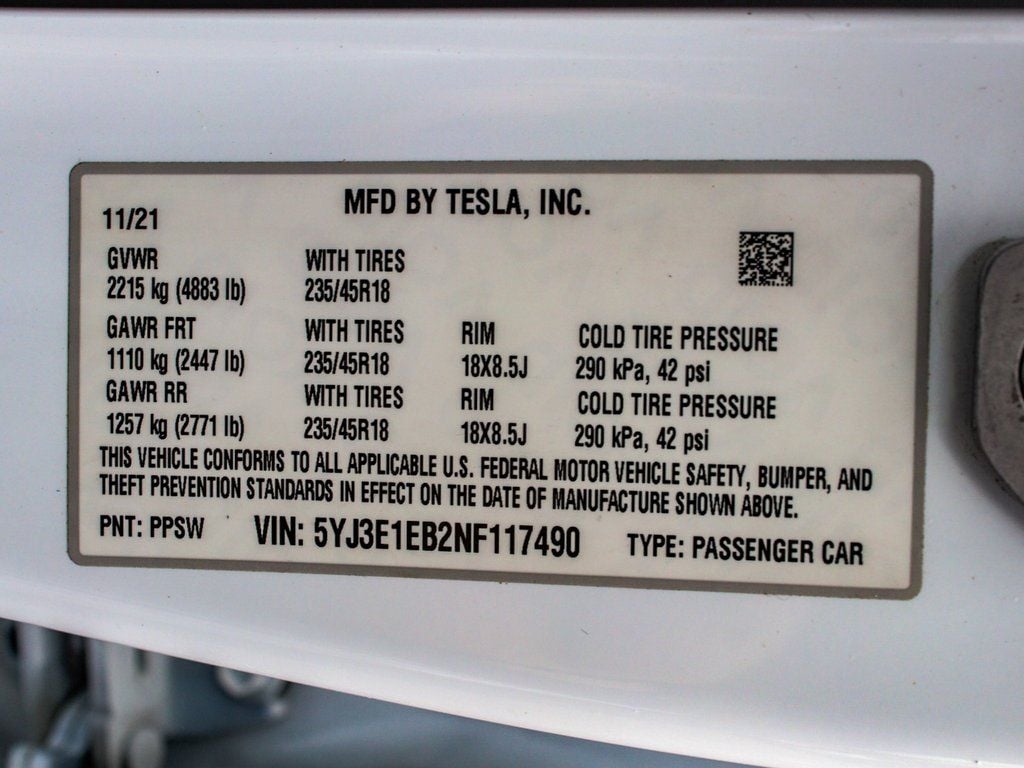 MFD BY TESLA, INC.
11/21
GVWR WITH TIRES
2215 kg (4883 lb) 235/45R18
GAWR FRT WITH TIRES RIM COLD TIRE PRESSURE
1110 kg (2447 lb) 235/45R18 18X8.5J 290 kPa, 42 psi
GAWR RR WITH TIRES RIM COLD TIRE PRESSURE
1257 kg (2771 lb) 235/45R18 18X8.5J 290 kPa, 42 psi
THIS VEHICLE CONFORMS TO ALL APPLICABLE U.S. FEDERAL MOTOR VEHICLE SAFETY, BUMPER, AND
THEFT PREVENTION STANDARDS IN EFFECT ON THE DATE OF MANUFACTURE SHOWN ABOVE.
PNT: PPSW VIN: 5YJ3E1EB2NF117490 TYPE: PASSENGER CAR